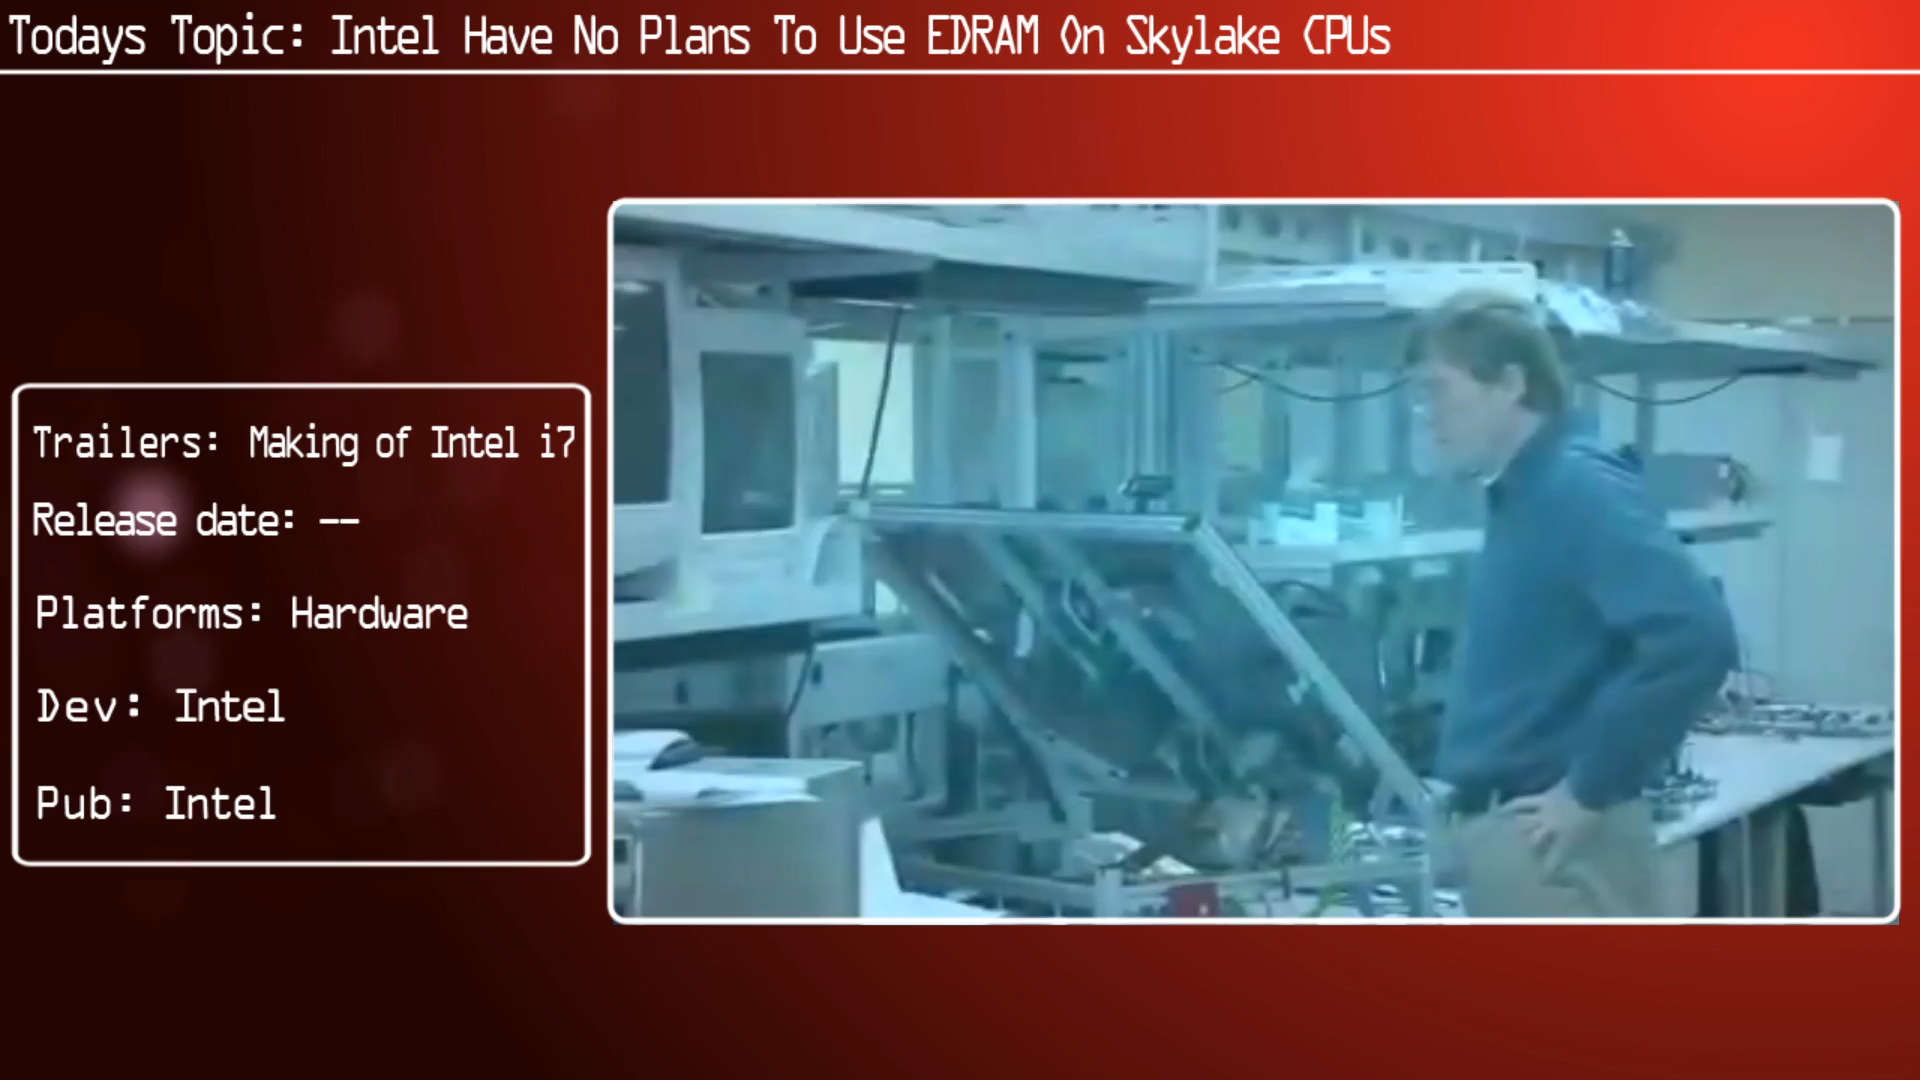 Todays Topic: Intel Have No Plans To Use EDRAM On Skylake CPUs
Trailers: Making of Intel i7
Release date: --
Platforms: Hardware
Dev: Intel
Pub: Intel